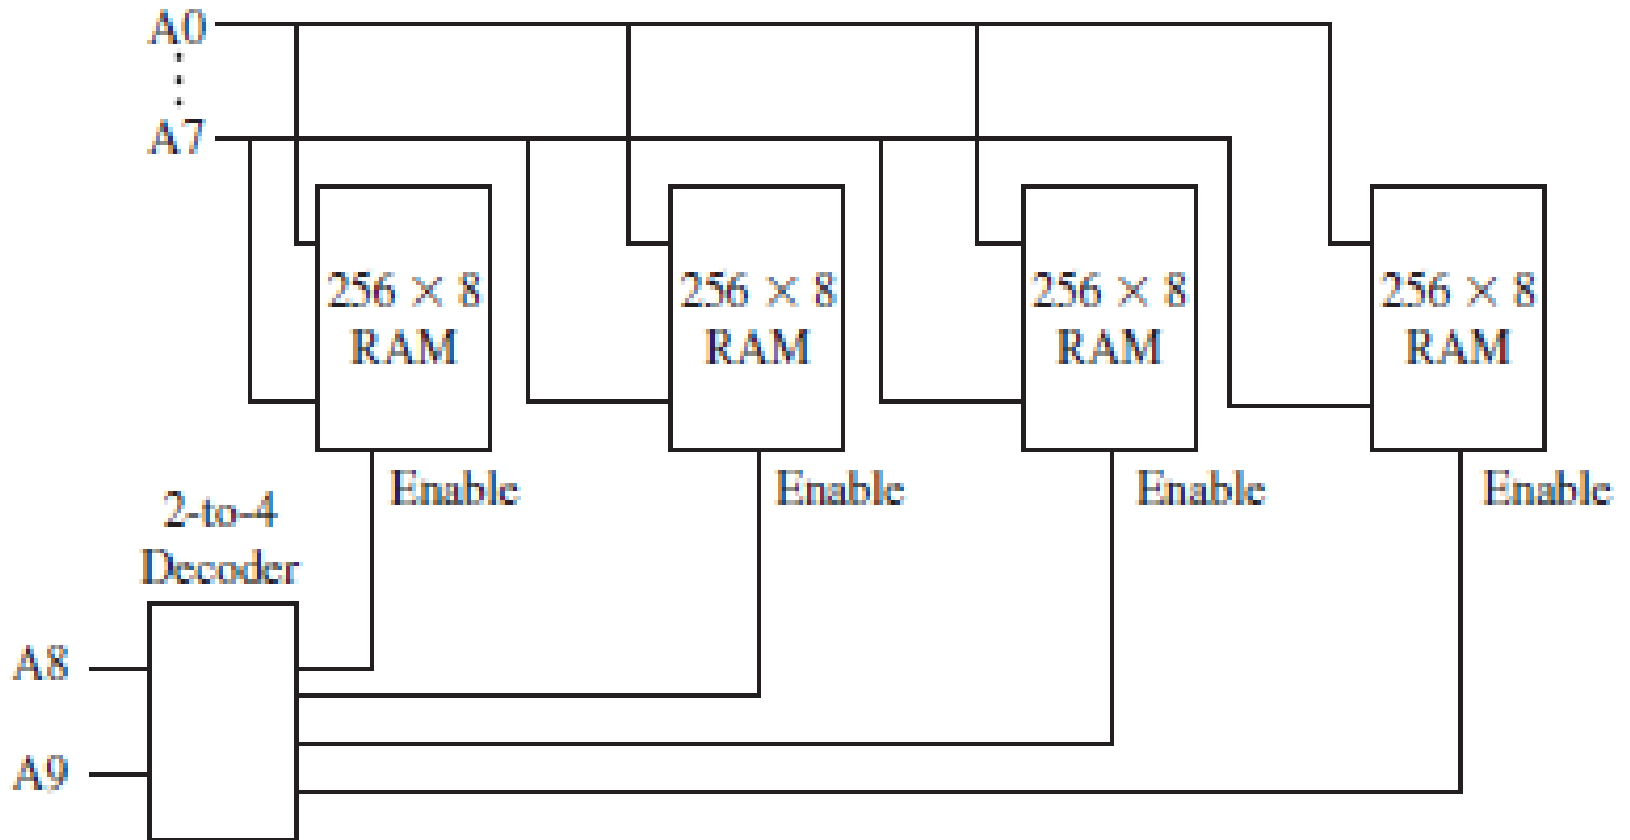 A0
A7
256 × 8
RAM
256 × 8
RAM
256 × 8
RAM
256 × 8
RAM
Enable
Enable
Enable
Enable
2-to-4
Decoder
A8
A9